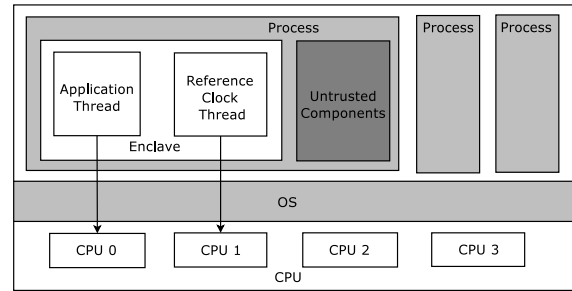 Process
Process
Process
Application
Thread
Reference
Clock
Thread
Untrusted
Components
Enclave
OS
CPU 0
CPU 1
CPU 2
CPU 3
CPU